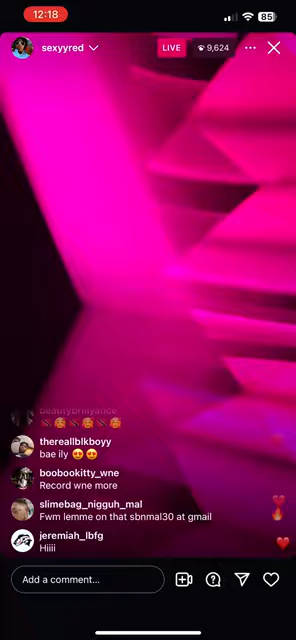 12:18
85
sexyyred
LIVE
9,624
beautybrillyance
thereallblkboyy
bae ily 😍😍
boobookitty_wne
Record wne more
slimebag_nigguh_mal
Fwm lemme on that sbnmal30 at gmail
jeremiah_lbfg
Hiiii
Add a comment...